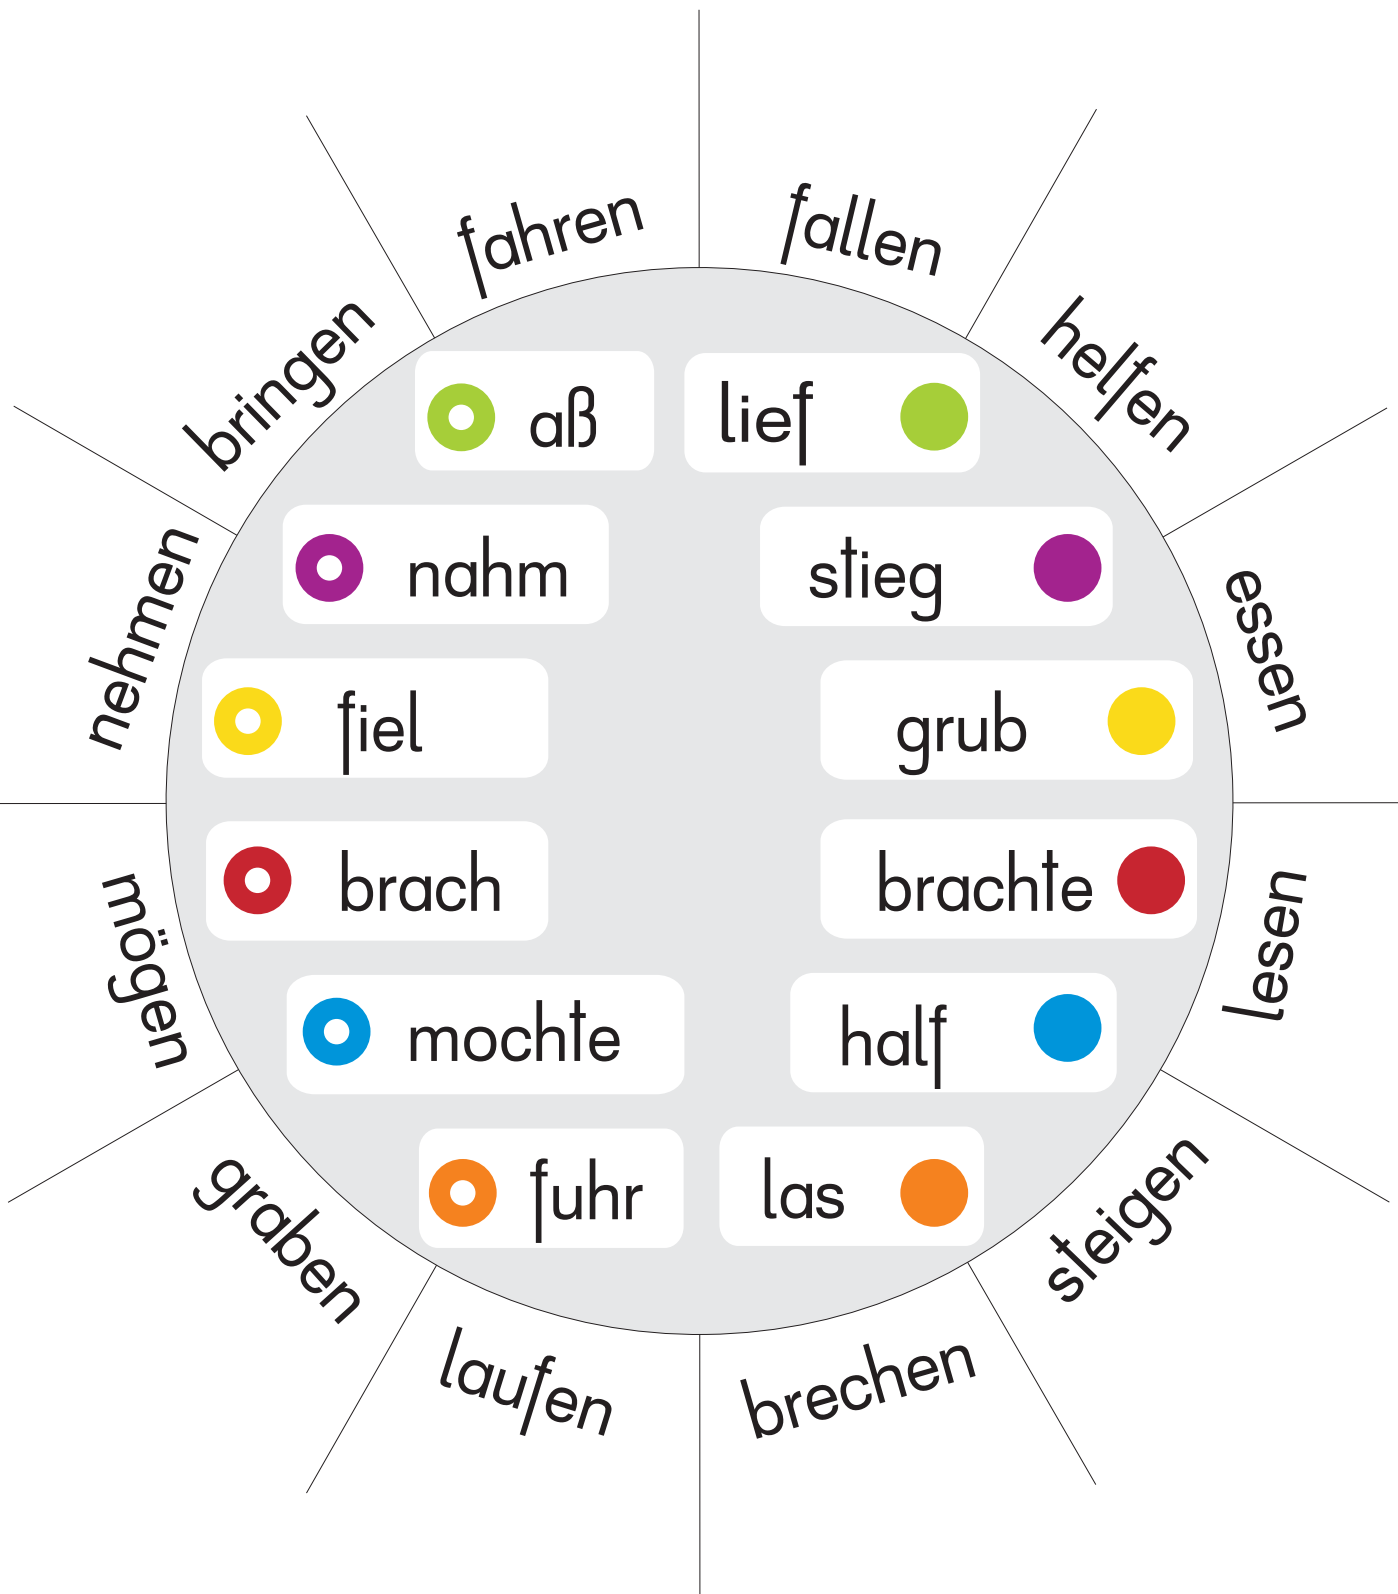 fahren
fallen
helfen
essen
lesen
steigen
brechen
laufen
graben
mögen
nehmen
bringen
aß
lief
nahm
stieg
fiel
grub
brach
brachte
mochte
half
fuhr
las